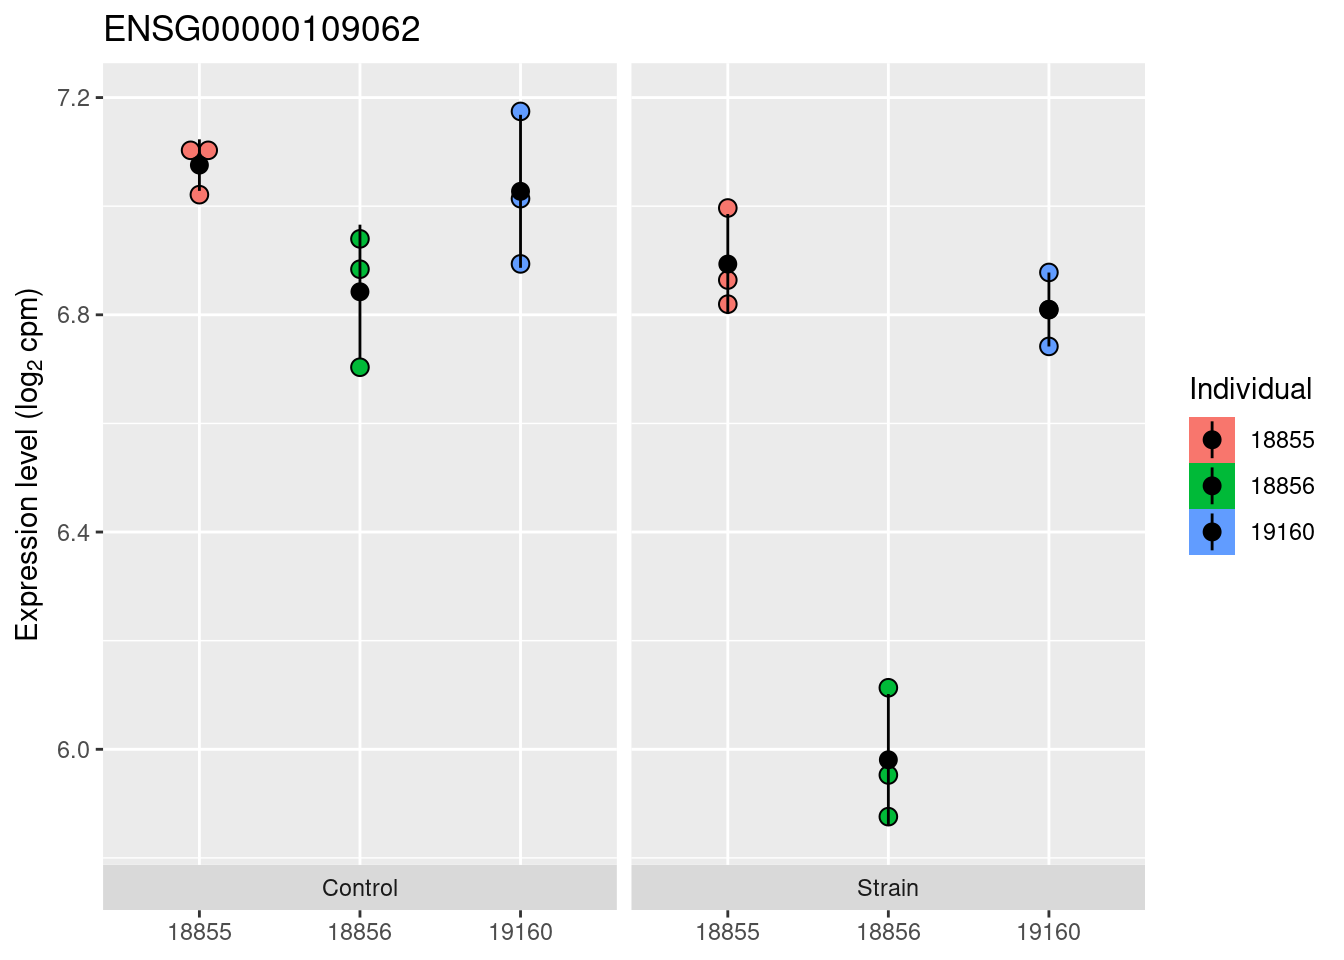 ENSG00000109062
Expression level (log₂ cpm)
7.2
6.8
6.4
6.0
Control
Strain
18855
18856
19160
18855
18856
19160
Individual
18855
18856
19160